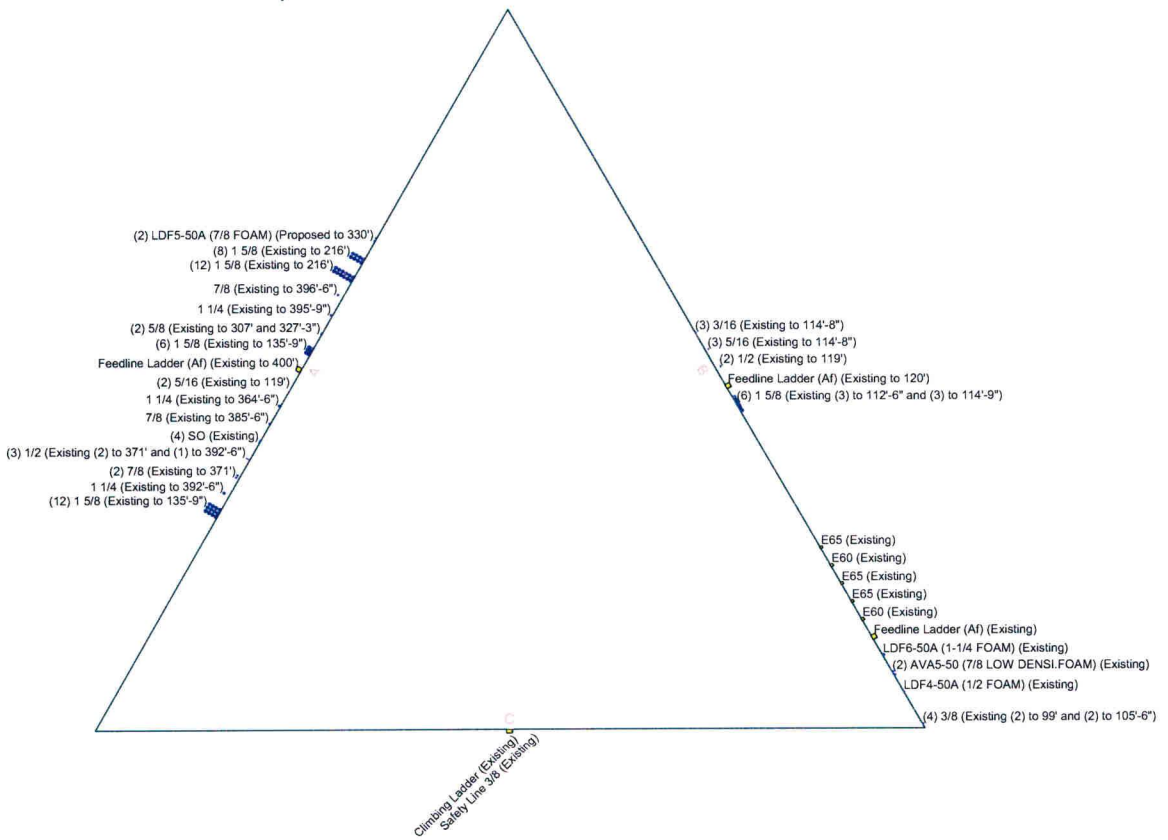 (2) LDF5-50A (7/8 FOAM) (Proposed to 330')
(8) 1 5/8 (Existing to 216')
(12) 1 5/8 (Existing to 216')
7/8 (Existing to 396'-6")
1 1/4 (Existing to 395'-9")
(2) 5/8 (Existing to 307' and 327'-3")
(6) 1 5/8 (Existing to 135'-9")
Feedline Ladder (Af) (Existing to 400')
A
(2) 5/16 (Existing to 119')
1 1/4 (Existing to 364'-6")
7/8 (Existing to 385'-6")
(4) SO (Existing)
(3) 1/2 (Existing (2) to 371' and (1) to 392'-6")
(2) 7/8 (Existing to 371')
1 1/4 (Existing to 392'-6")
(12) 1 5/8 (Existing to 135'-9")
(3) 3/16 (Existing to 114'-8")
(3) 5/16 (Existing to 114'-8")
(2) 1/2 (Existing to 119')
B
Feedline Ladder (Af) (Existing to 120')
(6) 1 5/8 (Existing (3) to 112'-6" and (3) to 114'-9")
E65 (Existing)
E60 (Existing)
E65 (Existing)
E65 (Existing)
E60 (Existing)
Feedline Ladder (Af) (Existing)
LDF6-50A (1-1/4 FOAM) (Existing)
(2) AVA5-50 (7/8 LOW DENSI.FOAM) (Existing)
LDF4-50A (1/2 FOAM) (Existing)
(4) 3/8 (Existing (2) to 99' and (2) to 105'-6")
C
Climbing Ladder (Existing)
Safety Line 3/8 (Existing)